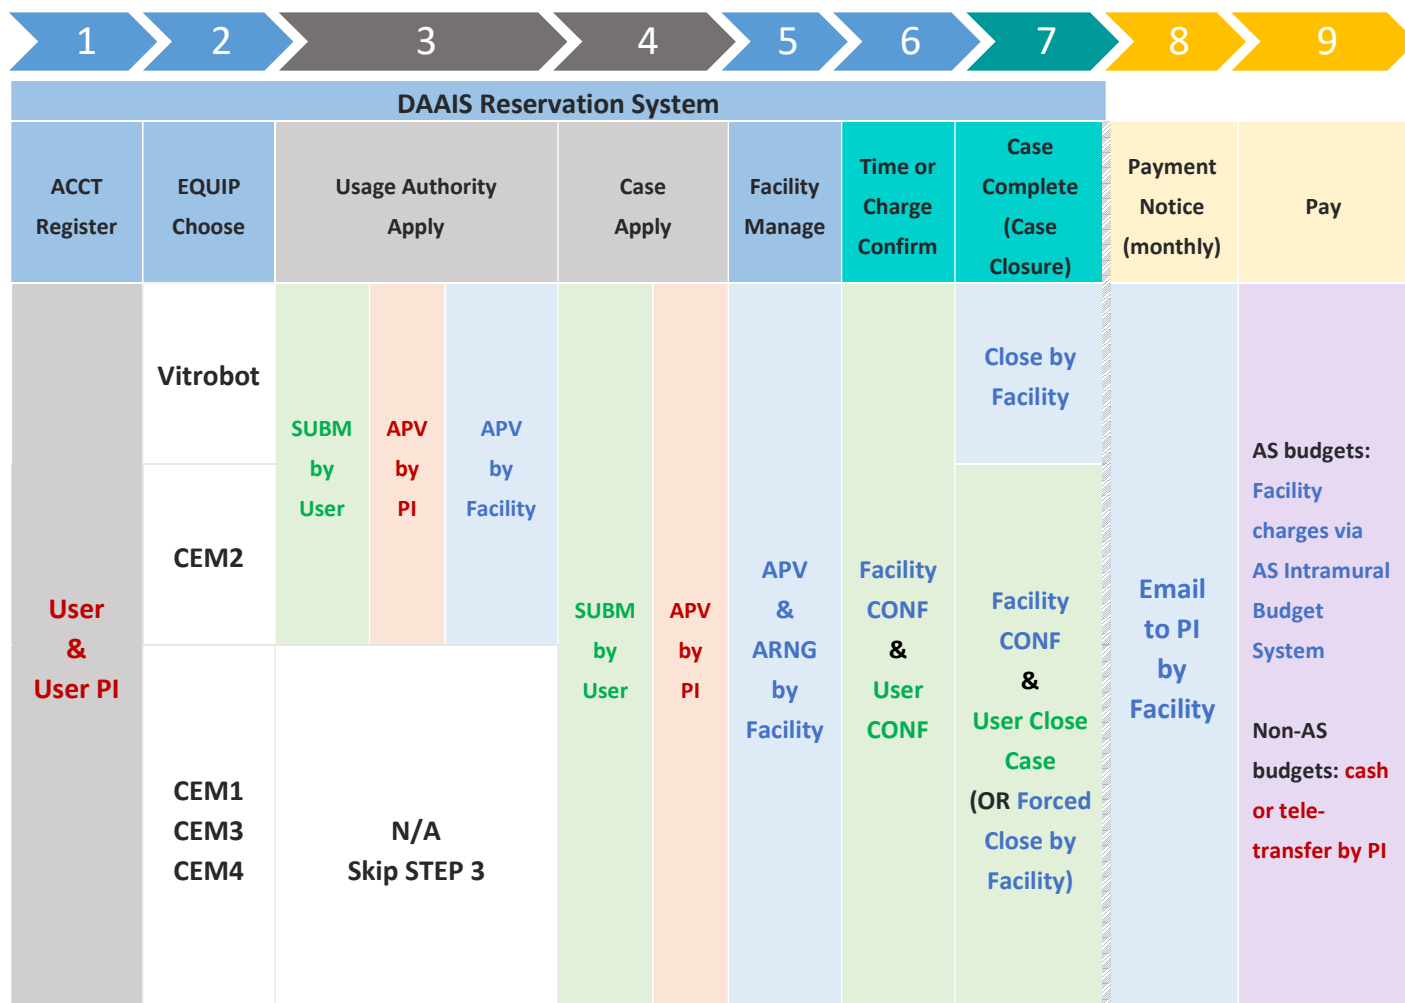 1
2
3
4
5
6
7
8
9
DAAIS Reservation System
ACCT
Register
EQUIP
Choose
Usage Authority
Apply
Case
Apply
Facility
Manage
Time or
Charge
Confirm
Case
Complete
(Case
Closure)
Payment
Notice
(monthly)
Pay
User
&
User PI
Vitrobot
CEM2
CEM1
CEM3
CEM4
SUBM
by
User
APV
by
PI
APV
by
Facility
N/A
Skip STEP 3
SUBM
by
User
APV
by
PI
APV
&
ARNG
by
Facility
Facility
CONF
&
User
CONF
Close by
Facility
Facility
CONF
&
User Close
Case
(OR Forced
Close by
Facility)
Email
to PI
by
Facility
AS budgets:
Facility
charges via
AS Intramural
Budget
System
Non-AS
budgets: cash
or tele-
transfer by PI